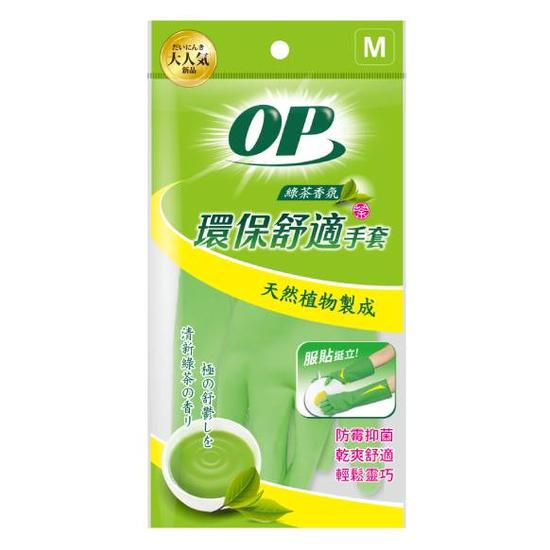 だいにんき
大人気
新品
M
OP
綠茶香氛
茶
環保舒適手套
天然植物製成
服貼挺立!
極の舒鬱しを
清新綠茶の香り
防霉抑菌
乾爽舒適
輕鬆靈巧